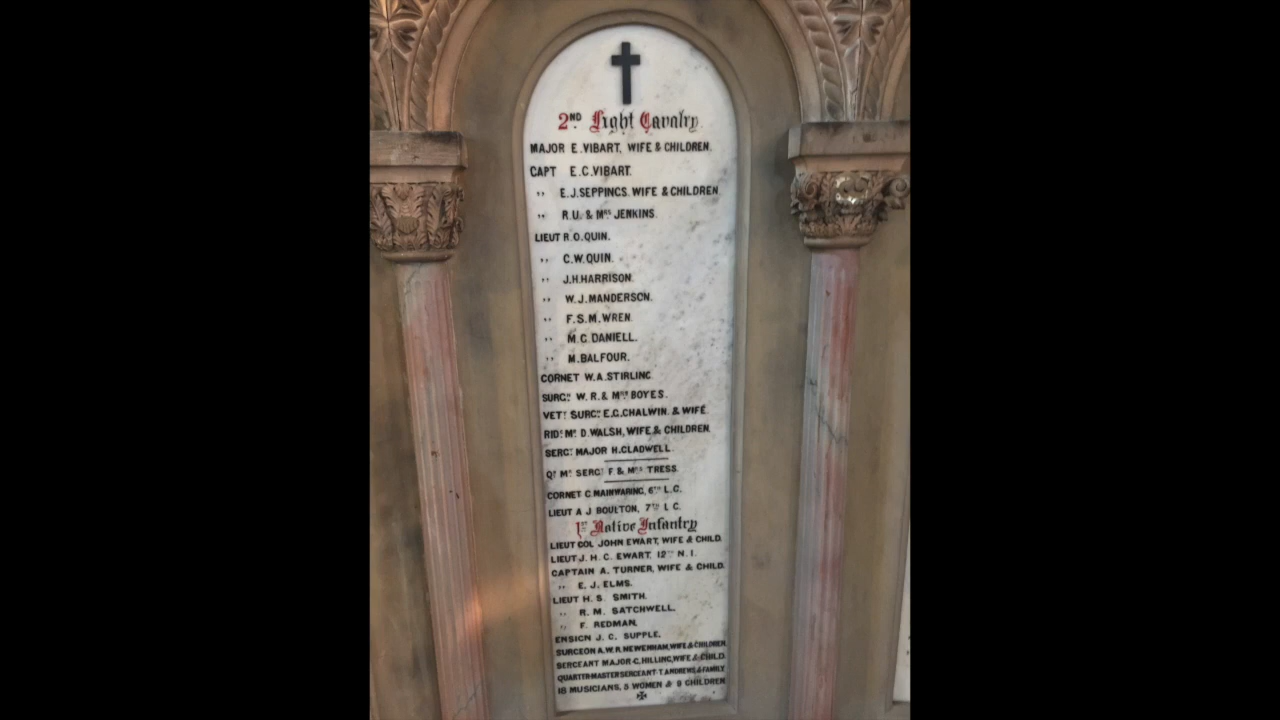 2ND Light Cavalry.
MAJOR E. VIBART, WIFE & CHILDREN.
CAPT E. C. VIBART.
,, E. J. SEPPINGS. WIFE & CHILDREN
,, R. U. & MRS JENKINS.
LIEUT R. O. QUIN.
,, C. W. QUIN.
,, J. H. HARRISON.
,, W. J. MANDERSON.
,, F. S. M. WREN.
,, M. G. DANIELL.
,, M. BALFOUR.
CORNET W. A. STIRLING.
SURGN. W. R. & MRS BOYES.
VETY SURGN. E. G. CHALWIN. & WIFE.
RIDG MR D. WALSH, WIFE & CHILDREN.
SERGT MAJOR H. CLADWELL.
QR MR SERGT F. & MRS TRESS.
CORNET C. MAINWARING, 6TH L. C.
LIEUT A J BOULTON, 7TH L C.
1ST Native Infantry
LIEUT COL JOHN EWART, WIFE & CHILD.
LIEUT J. H. C. EWART, 12TH N. I.
CAPTAIN A. TURNER, WIFE & CHILD.
,, E. J. ELMS.
LIEUT H. S. SMITH.
,, R. M. SATCHWELL.
,, F. REDMAN.
ENSIGN J. C. SUPPLE.
SURGEON A. W. R. NEWENHAM, WIFE & CHILDREN.
SERGEANT MAJOR C. HILLING, WIFE & CHILD.
QUARTER-MASTER SERGEANT T. ANDREWS & FAMILY
18 MUSICIANS, 5 WOMEN & 9 CHILDREN